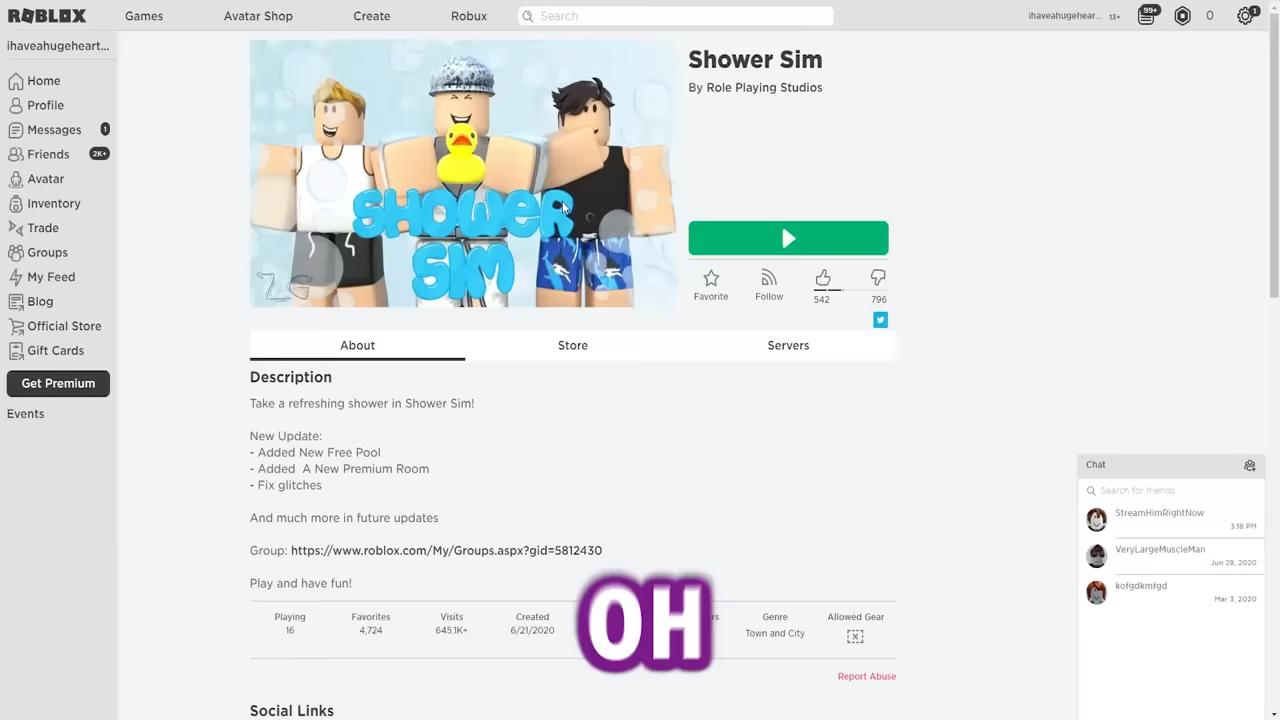 ROBLOX
Games
Avatar Shop
Create
Robux
Search
ihaveahugeheart... 13+
99+
0
1
ihaveahugeheart...
Home
Profile
Messages 1
Friends 2K+
Avatar
Inventory
Trade
Groups
My Feed
Blog
Official Store
Gift Cards
Get Premium
Events
SHOWER
SIM
Shower Sim
By Role Playing Studios
Favorite
Follow
542
796
About
Store
Servers
Description
Take a refreshing shower in Shower Sim!
New Update:
- Added New Free Pool
- Added  A New Premium Room
- Fix glitches
And much more in future updates
Group: https://www.roblox.com/My/Groups.aspx?gid=5812430
Play and have fun!
Playing
16
Favorites
4,724
Visits
645.1K+
Created
6/21/2020
OH
Genre
Town and City
Allowed Gear
Report Abuse
Social Links
Chat
Search for friends
StreamHimRightNow
3:18 PM
VeryLargeMuscleMan
Jun 28, 2020
kofgdkmfgd
Mar 3, 2020